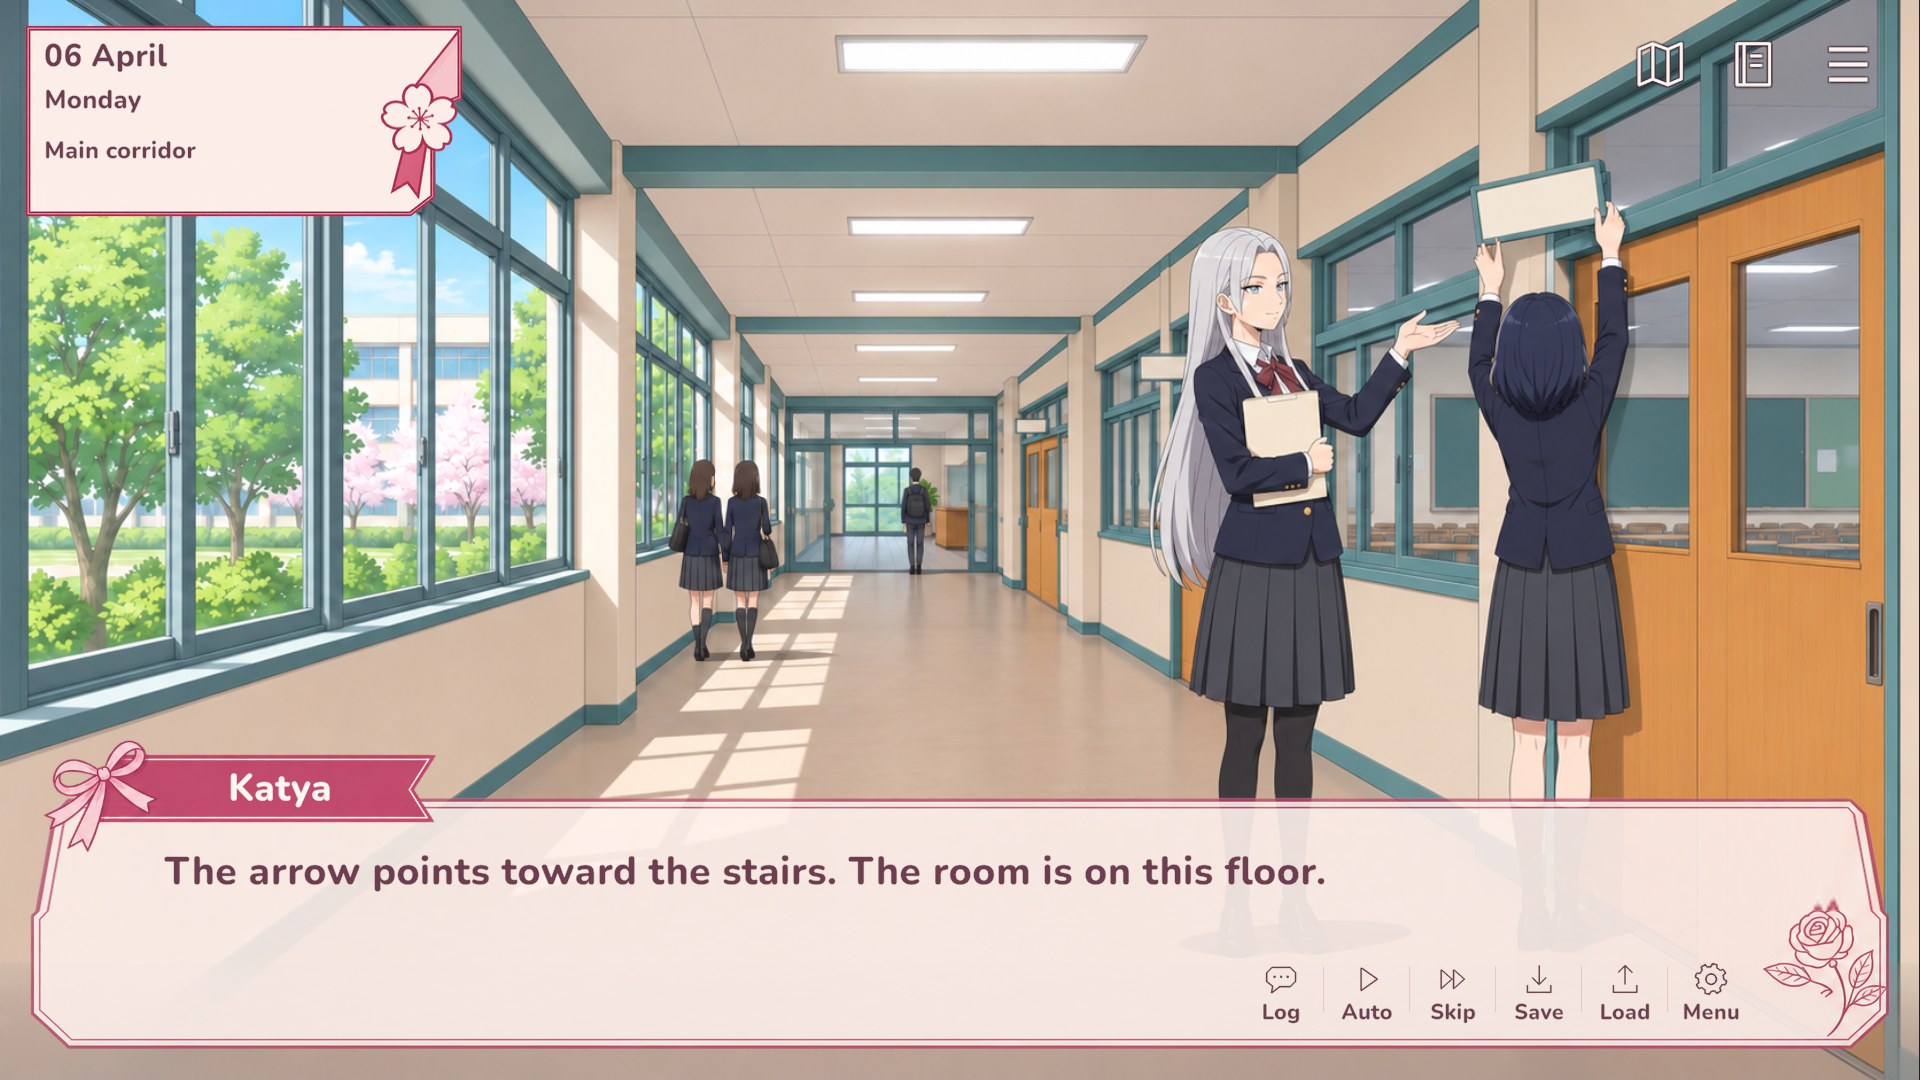 06 April
Monday
Main corridor
Katya
The arrow points toward the stairs. The room is on this floor.
Log
Auto
Skip
Save
Load
Menu